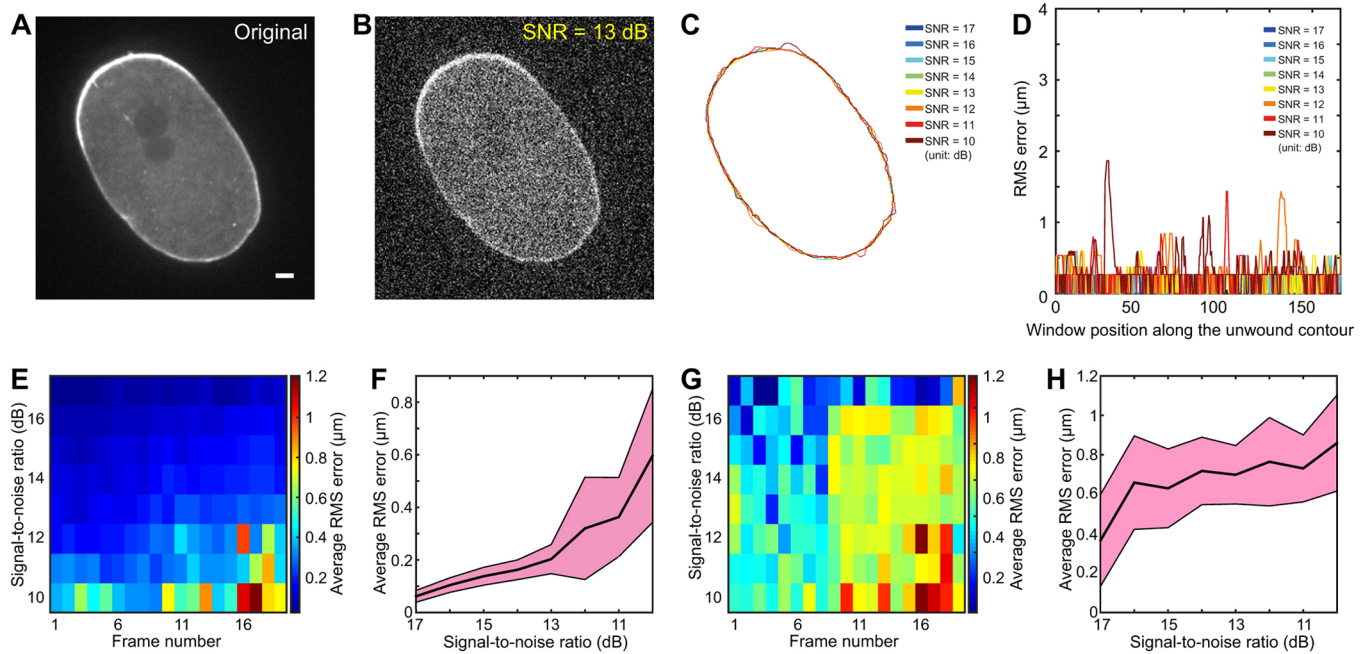 A
Original
B
SNR = 13 dB
C
SNR = 17
SNR = 16
SNR = 15
SNR = 14
SNR = 13
SNR = 12
SNR = 11
SNR = 10
(unit: dB)
D
4
3
2
1
0
RMS error (μm)
SNR = 17
SNR = 16
SNR = 15
SNR = 14
SNR = 13
SNR = 12
SNR = 11
SNR = 10
(unit: dB)
0 50 100 150
Window position along the unwound contour
E
Signal-to-noise ratio (dB)
16
14
12
10
1 6 11 16
Frame number
1.2
1
0.8
0.6
0.4
0.2
Average RMS error (μm)
F
Average RMS error (μm)
0.8
0.6
0.4
0.2
0
17 15 13 11
Signal-to-noise ratio (dB)
G
Signal-to-noise ratio (dB)
16
14
12
10
1 6 11 16
Frame number
1.2
1
0.8
0.6
0.4
0.2
Average RMS error (μm)
H
Average RMS error (μm)
1.2
1
0.8
0.6
0.4
0.2
0
17 15 13 11
Signal-to-noise ratio (dB)